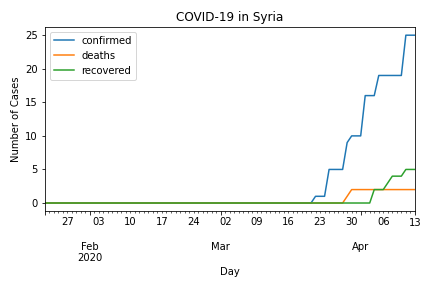 COVID-19 in Syria
confirmed
deaths
recovered
Number of Cases
25
20
15
10
5
0
27 03 10 17 24 02 09 16 23 30 06 13
Feb Mar Apr
2020
Day